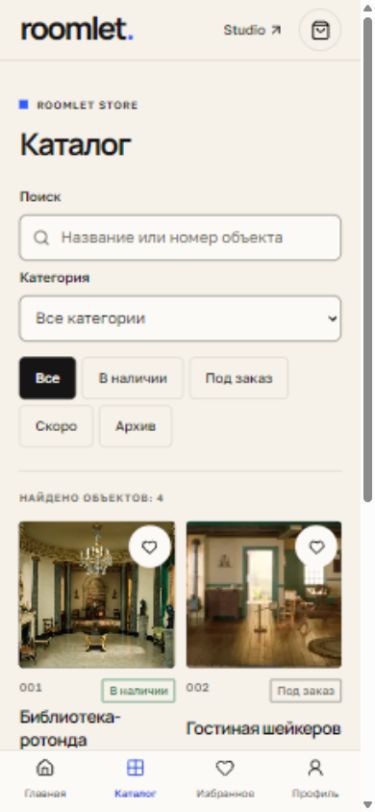 roomlet.
Studio ↗
ROOMLET STORE
Каталог
Поиск
Название или номер объекта
Категория
Все категории
Все
В наличии
Под заказ
Скоро
Архив
НАЙДЕНО ОБЪЕКТОВ: 4
001
В наличии
002
Под заказ
Библиотека-
ротонда
Гостиная шейкеров
Главная
Каталог
Избранное
Профиль